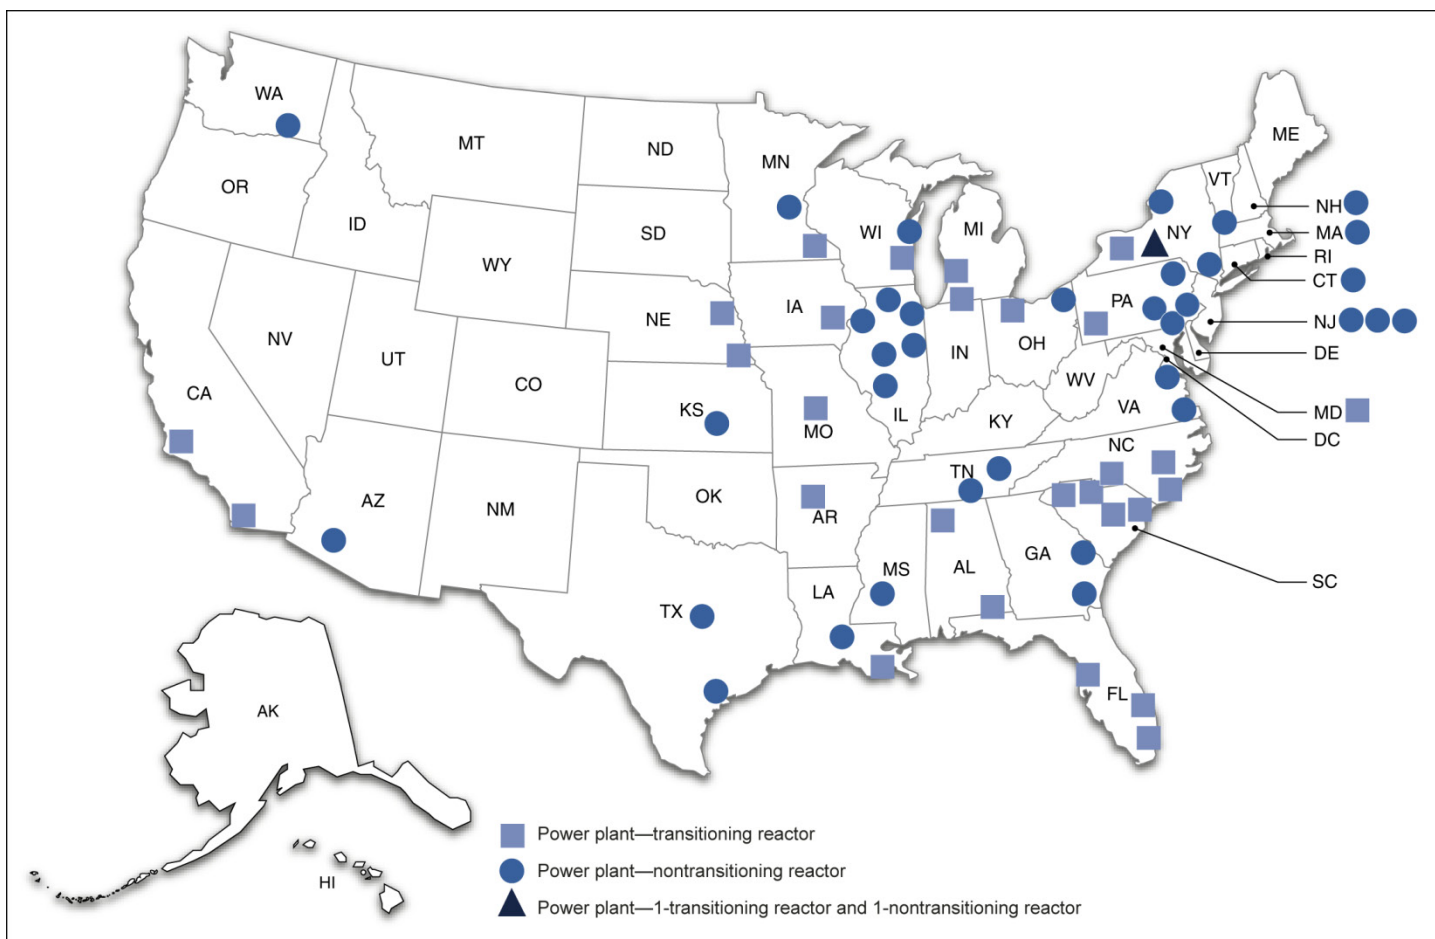 WA
MT
ND
MN
ME
VT
OR
ID
SD
WI
MI
NY
NH
MA
RI
CT
WY
IA
PA
NJ
NE
NV
UT
CO
IN
OH
DE
WV
CA
KS
MO
IL
KY
VA
MD
DC
NC
TN
AZ
NM
OK
AR
SC
MS
AL
GA
LA
TX
FL
AK
HI
Power plant—transitioning reactor
Power plant—nontransitioning reactor
Power plant—1-transitioning reactor and 1-nontransitioning reactor